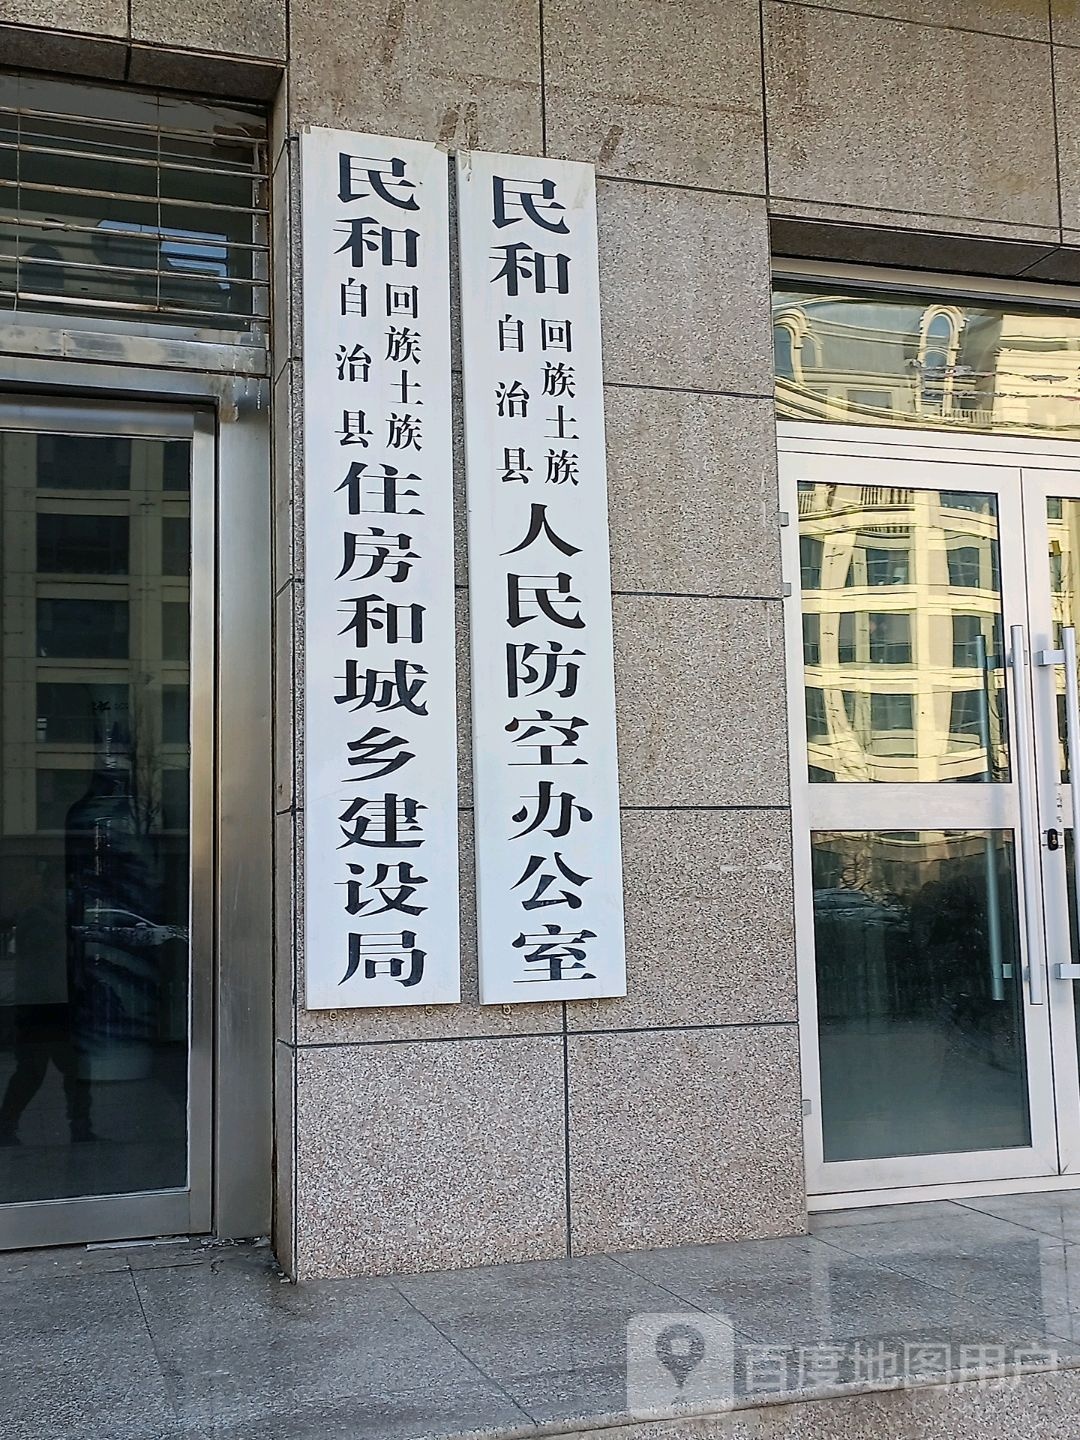 民和回族土族自治县住房和城乡建设局
民和回族土族自治县人民防空办公室
百度地图用户